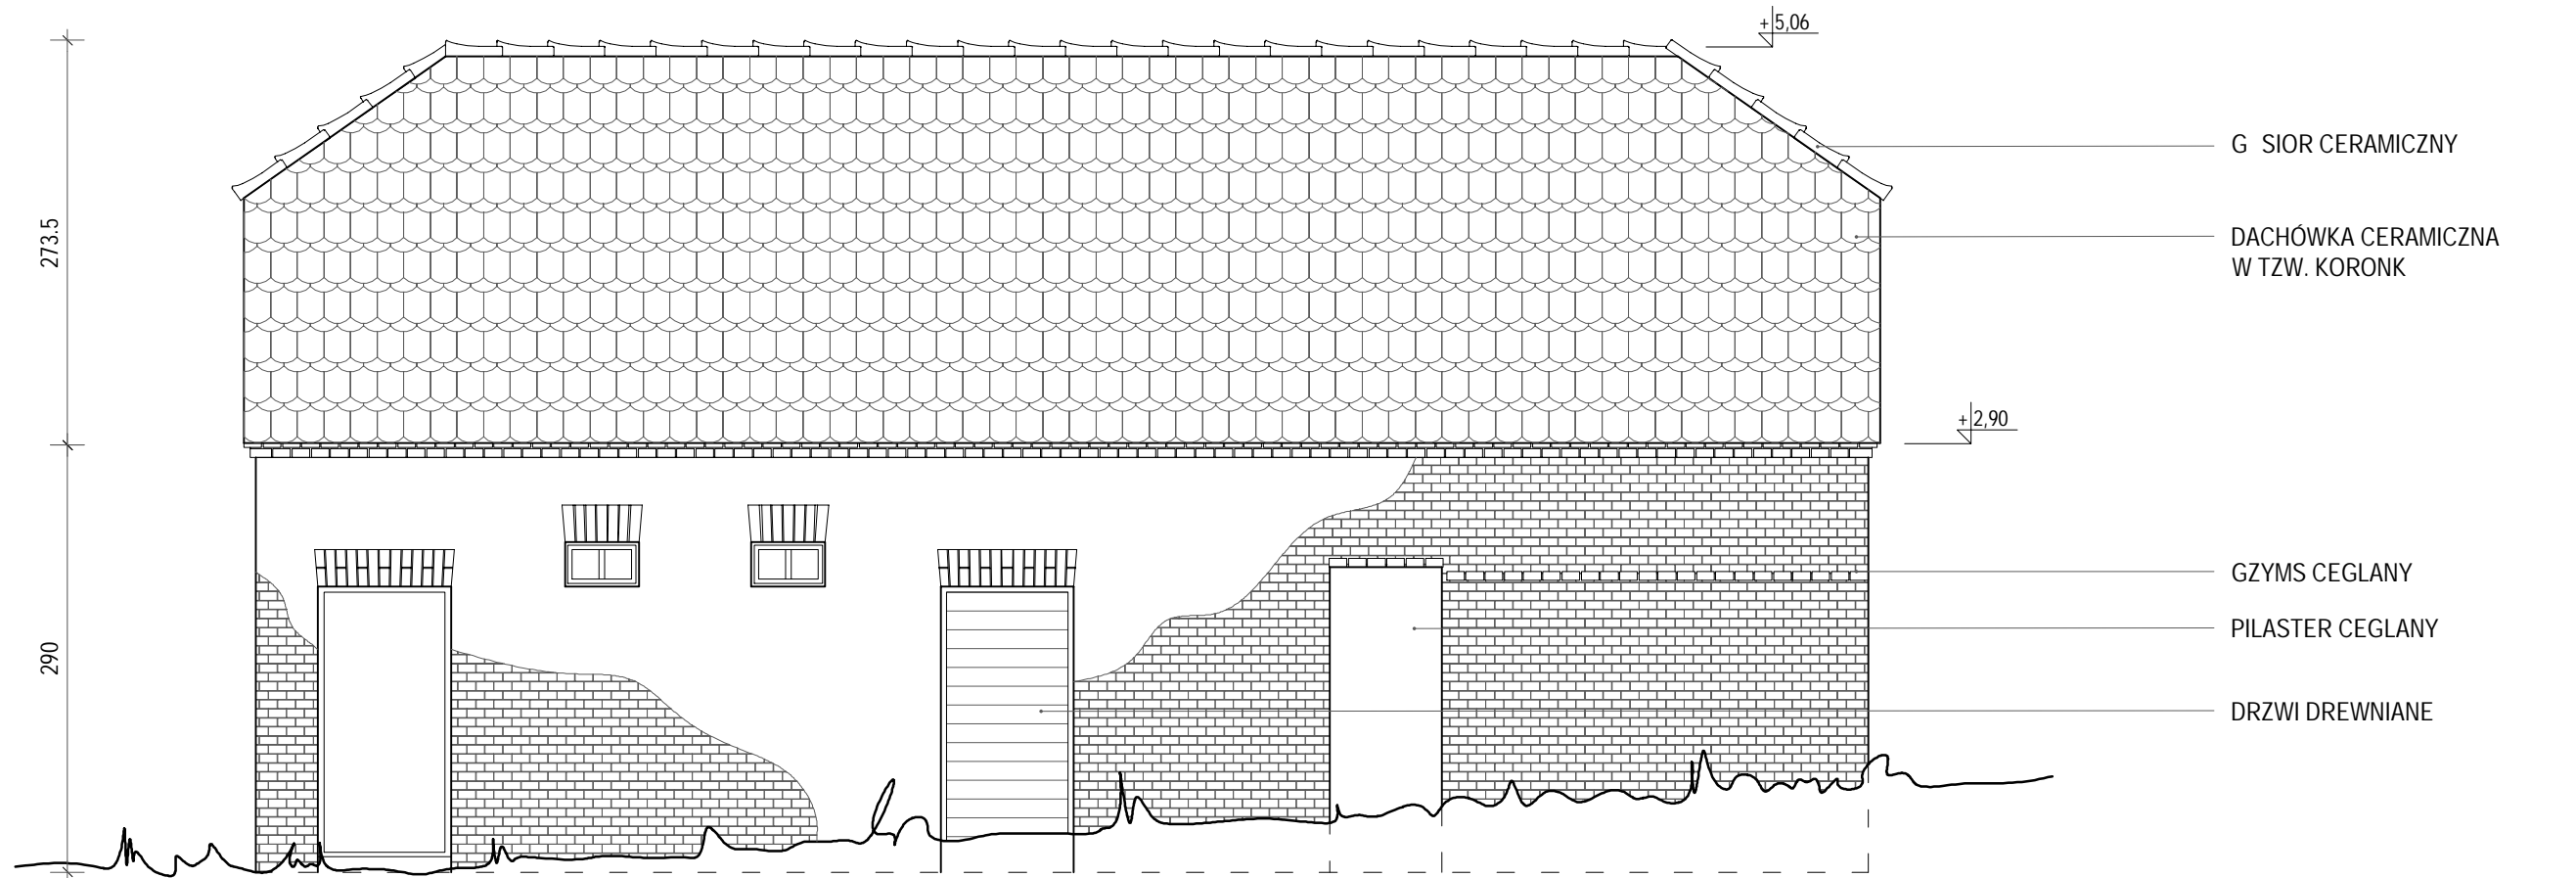 +5,06
G SIOR CERAMICZNY
273.5
DACHÓWKA CERAMICZNA
W TZW. KORONK
+2,90
GZYMS CEGLANY
290
PILASTER CEGLANY
DRZWI DREWNIANE